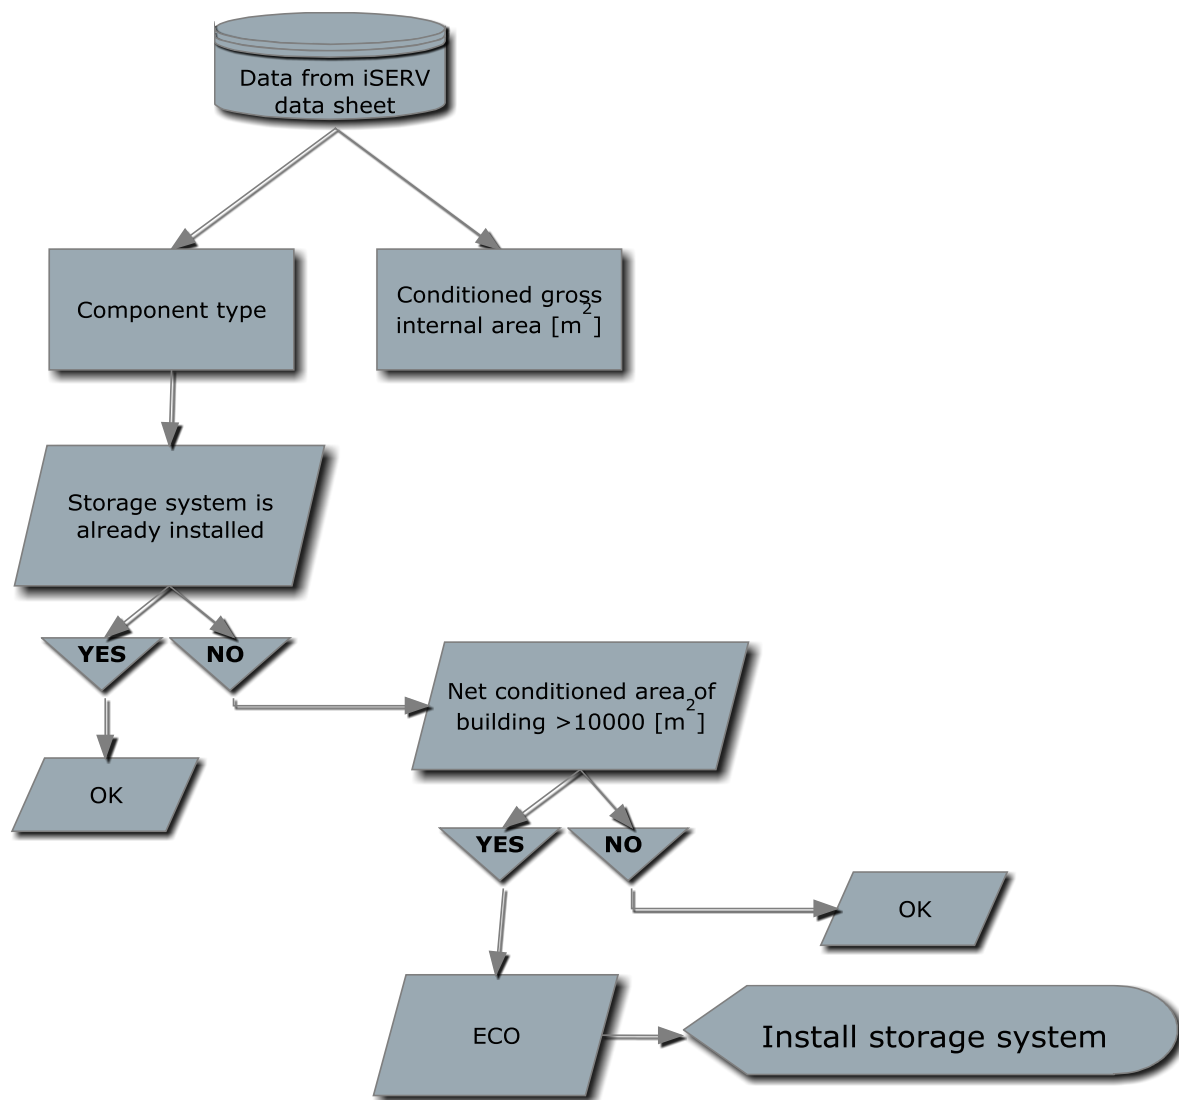 Data from iSERV
data sheet
Component type
Conditioned gross
internal area [m²]
Storage system is
already installed
YES
NO
Net conditioned area of
building >10000 [m²]
OK
YES
NO
OK
ECO
Install storage system